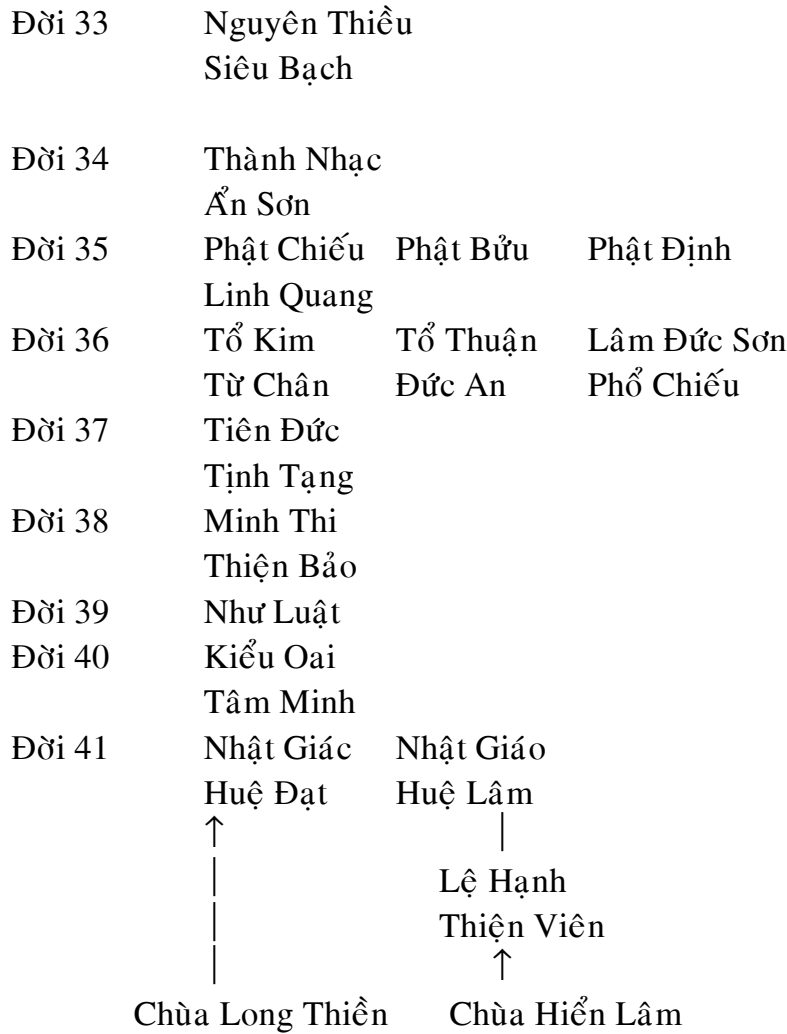 Đời 33 Nguyên Thiều
Siêu Bạch
Đời 34 Thành Nhạc
Ẩn Sơn
Đời 35 Phật Chiếu Phật Bửu Phật Định
Linh Quang
Đời 36 Tổ Kim Tổ Thuận Lâm Đức Sơn
Từ Chân Đức An Phổ Chiếu
Đời 37 Tiên Đức
Tịnh Tạng
Đời 38 Minh Thi
Thiện Bảo
Đời 39 Như Luật
Đời 40 Kiểu Oai
Tâm Minh
Đời 41 Nhật Giác Nhật Giáo
Huệ Đạt Huệ Lâm
Lệ Hạnh
Thiện Viên
Chùa Long Thiền Chùa Hiển Lâm